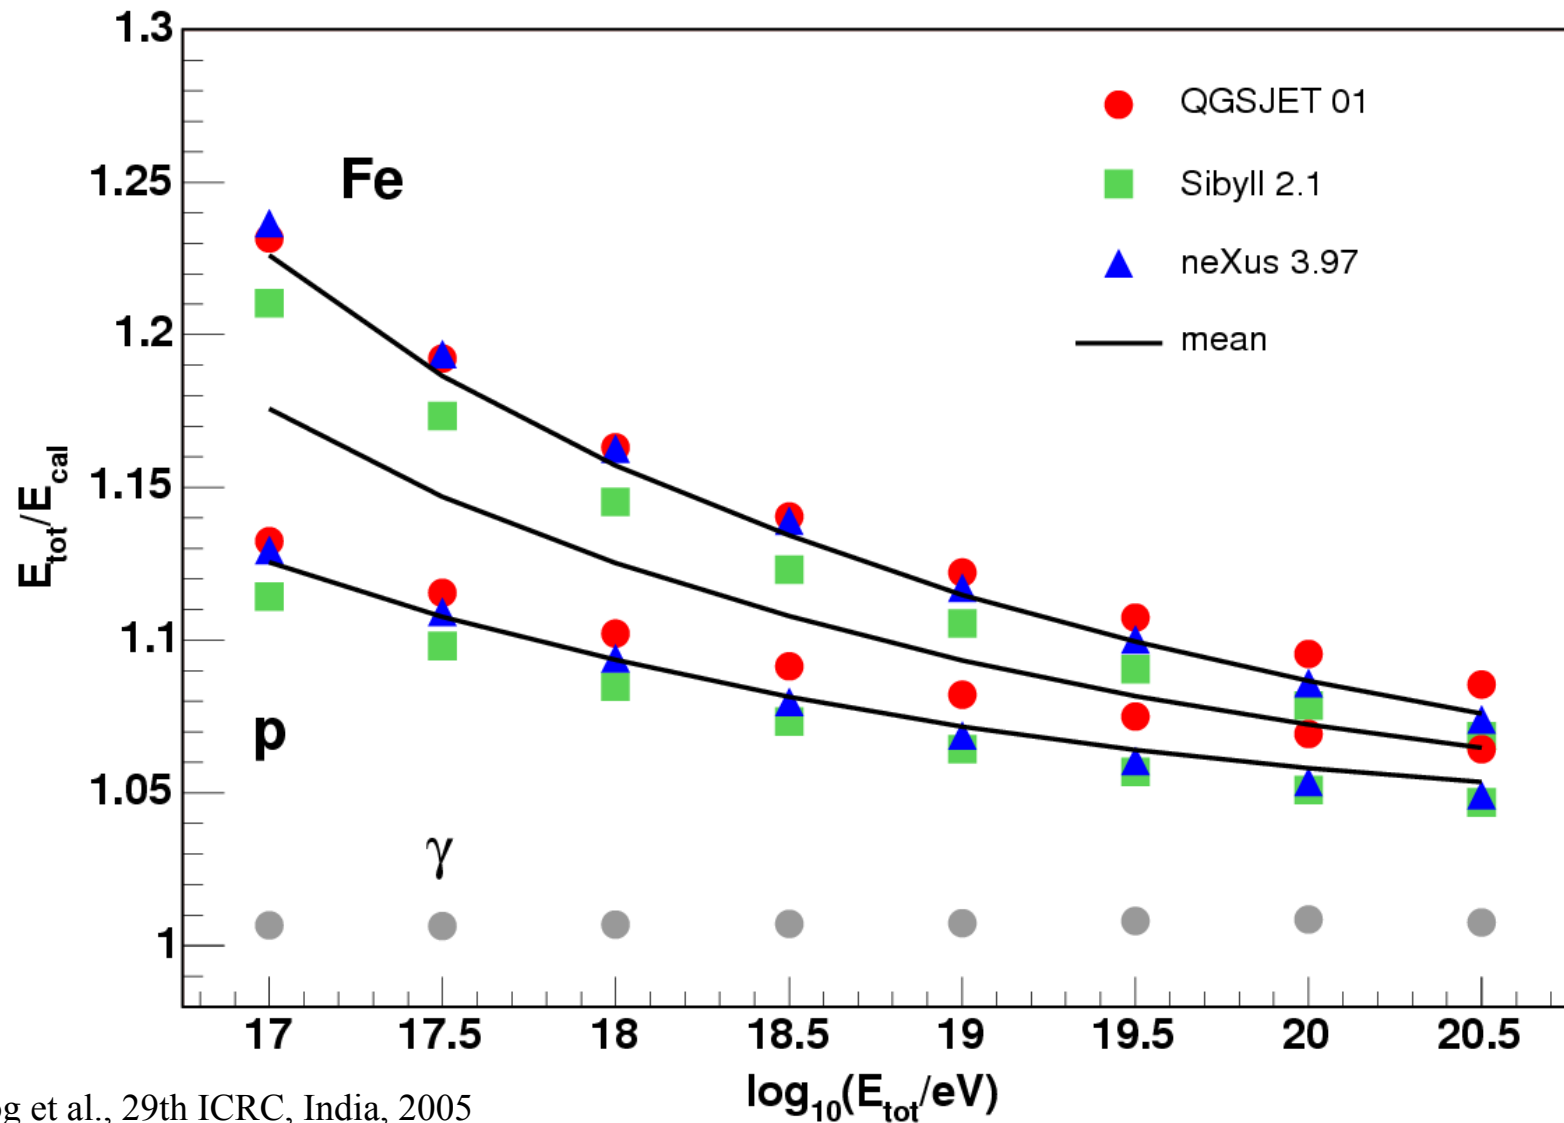 1.3
1.25
1.2
1.15
1.1
1.05
1
E_tot/E_cal
Fe
p
γ
QGSJET 01
Sibyll 2.1
neXus 3.97
mean
17 17.5 18 18.5 19 19.5 20 20.5
log₁₀(E_tot/eV)
et al., 29th ICRC, India, 2005